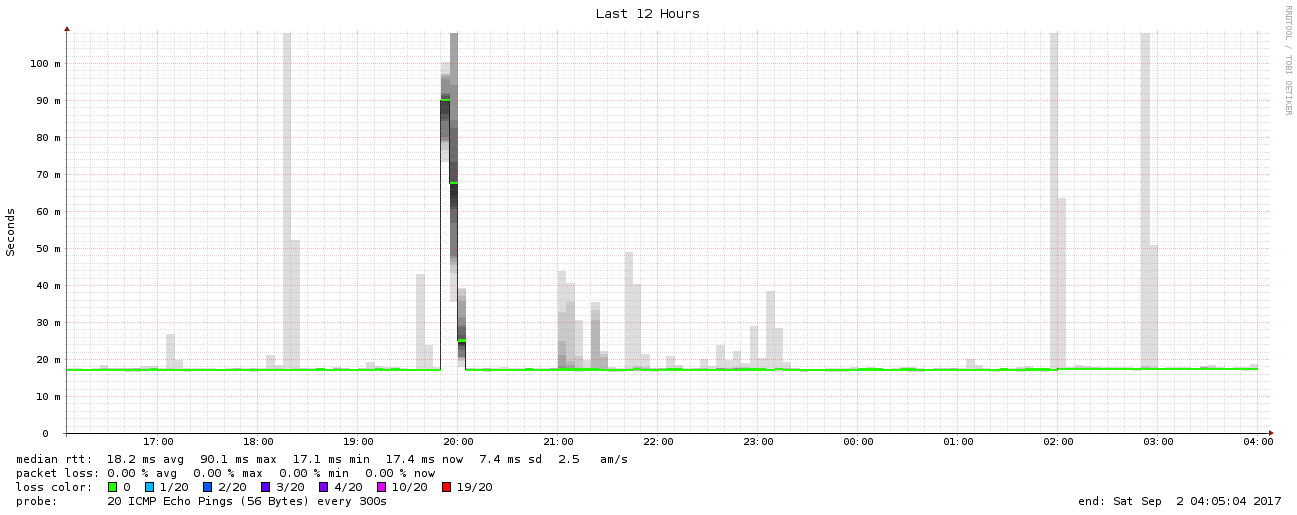 Last 12 Hours
RRDTOOL / TOBI OETIKER
Seconds
100 m
90 m
80 m
70 m
60 m
50 m
40 m
30 m
20 m
10 m
0
17:00 18:00 19:00 20:00 21:00 22:00 23:00 00:00 01:00 02:00 03:00 04:00
median rtt: 18.2 ms avg 90.1 ms max 17.1 ms min 17.4 ms now 7.4 ms sd 2.5 am/s
packet loss: 0.00 % avg 0.00 % max 0.00 % min 0.00 % now
loss color: 0 1/20 2/20 3/20 4/20 10/20 19/20
probe: 20 ICMP Echo Pings (56 Bytes) every 300s end: Sat Sep 2 04:05:04 2017